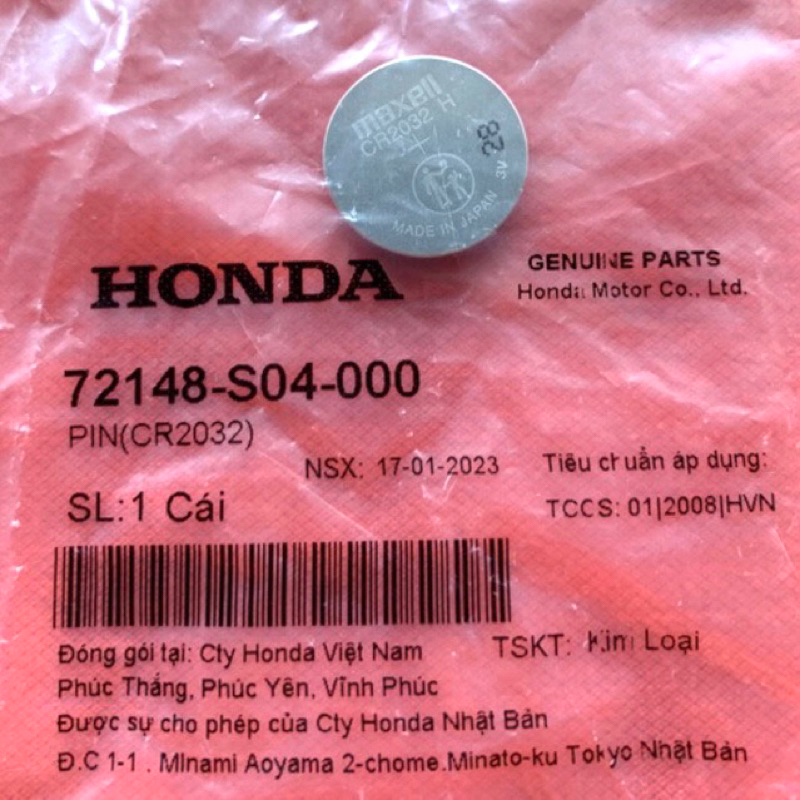 maxell
CR2032 H
+
28
3V
MADE IN JAPAN
HONDA
GENUINE PARTS
Honda Motor Co., Ltd.
72148-S04-000
PIN(CR2032)
NSX: 17-01-2023
Tiêu chuẩn áp dụng:
SL:1 Cái
TCCS: 01|2008|HVN
Đóng gói tại: Cty Honda Việt Nam
TSKT: Kim Loại
Phúc Thắng, Phúc Yên, Vĩnh Phúc
Được sự cho phép của Cty Honda Nhật Bản
Đ.C 1-1 . Minami Aoyama 2-chome.Minato-ku Tokyo Nhật Bản